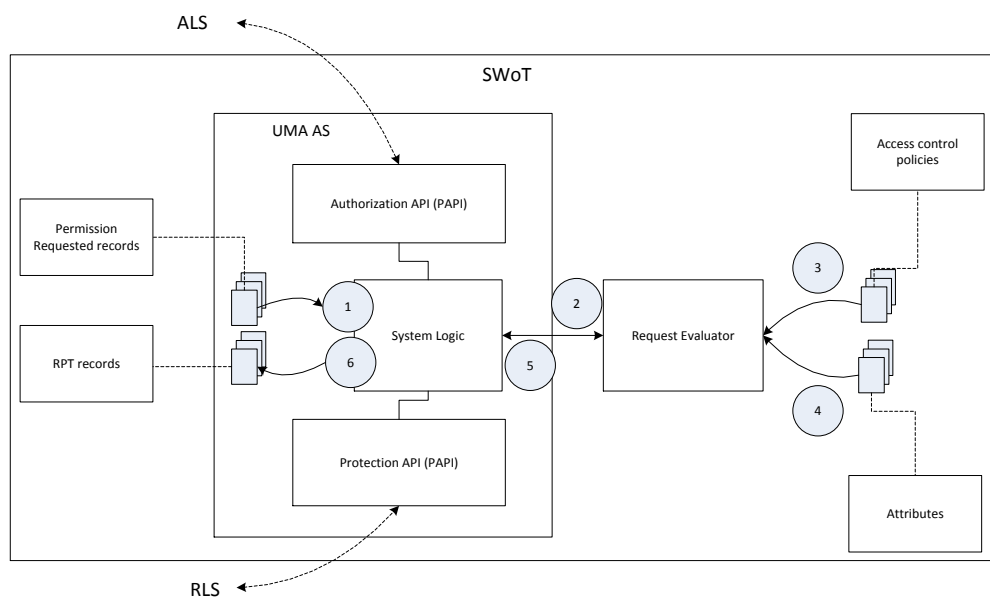 ALS
SWoT
UMA AS
Access control
policies
Authorization API (PAPI)
Permission
Requested records
3
1
2
System Logic
Request Evaluator
RPT records
6
5
4
Protection API (PAPI)
Attributes
RLS